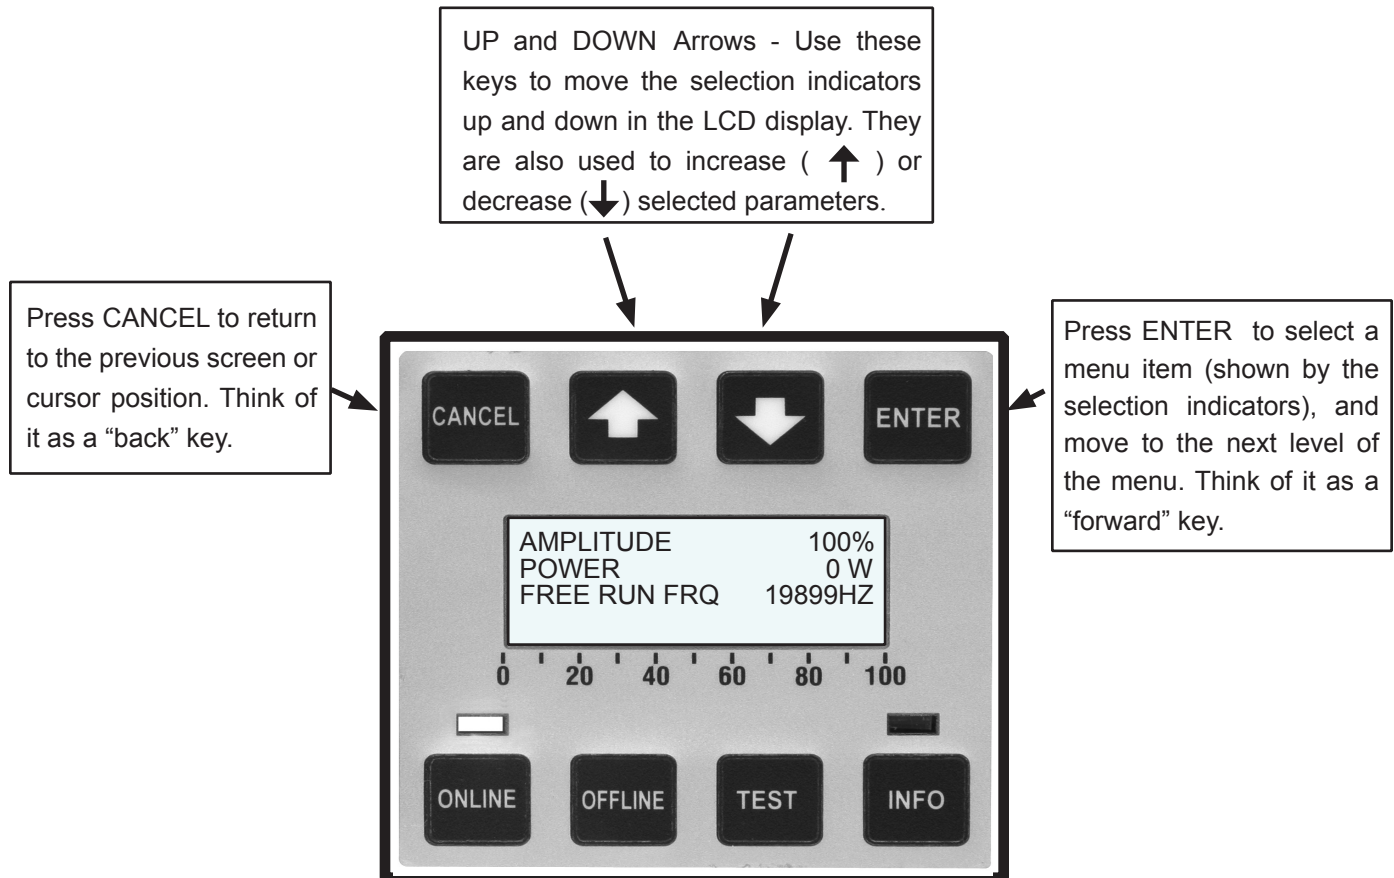 UP and DOWN Arrows - Use these
keys to move the selection indicators
up and down in the LCD display. They
are also used to increase ( ↑ ) or
decrease (↓) selected parameters.
Press CANCEL to return
to the previous screen or
cursor position. Think of
it as a “back” key.
Press ENTER to select a
menu item (shown by the
selection indicators), and
move to the next level of
the menu. Think of it as a
“forward” key.
CANCEL ENTER
AMPLITUDE 100%
POWER 0 W
FREE RUN FRQ 19899HZ
0 20 40 60 80 100
ONLINE OFFLINE TEST INFO